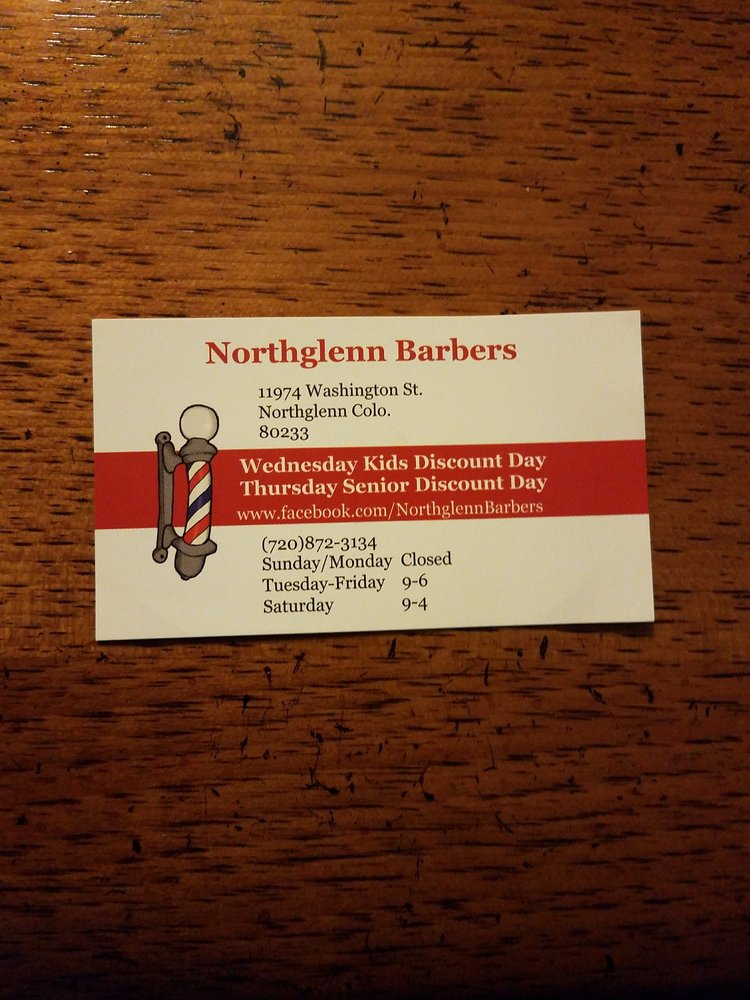 Northglenn Barbers
11974 Washington St.
Northglenn Colo.
80233
Wednesday Kids Discount Day
Thursday Senior Discount Day
www.facebook.com/NorthglennBarbers
(720)872-3134
Sunday/Monday Closed
Tuesday-Friday 9-6
Saturday 9-4